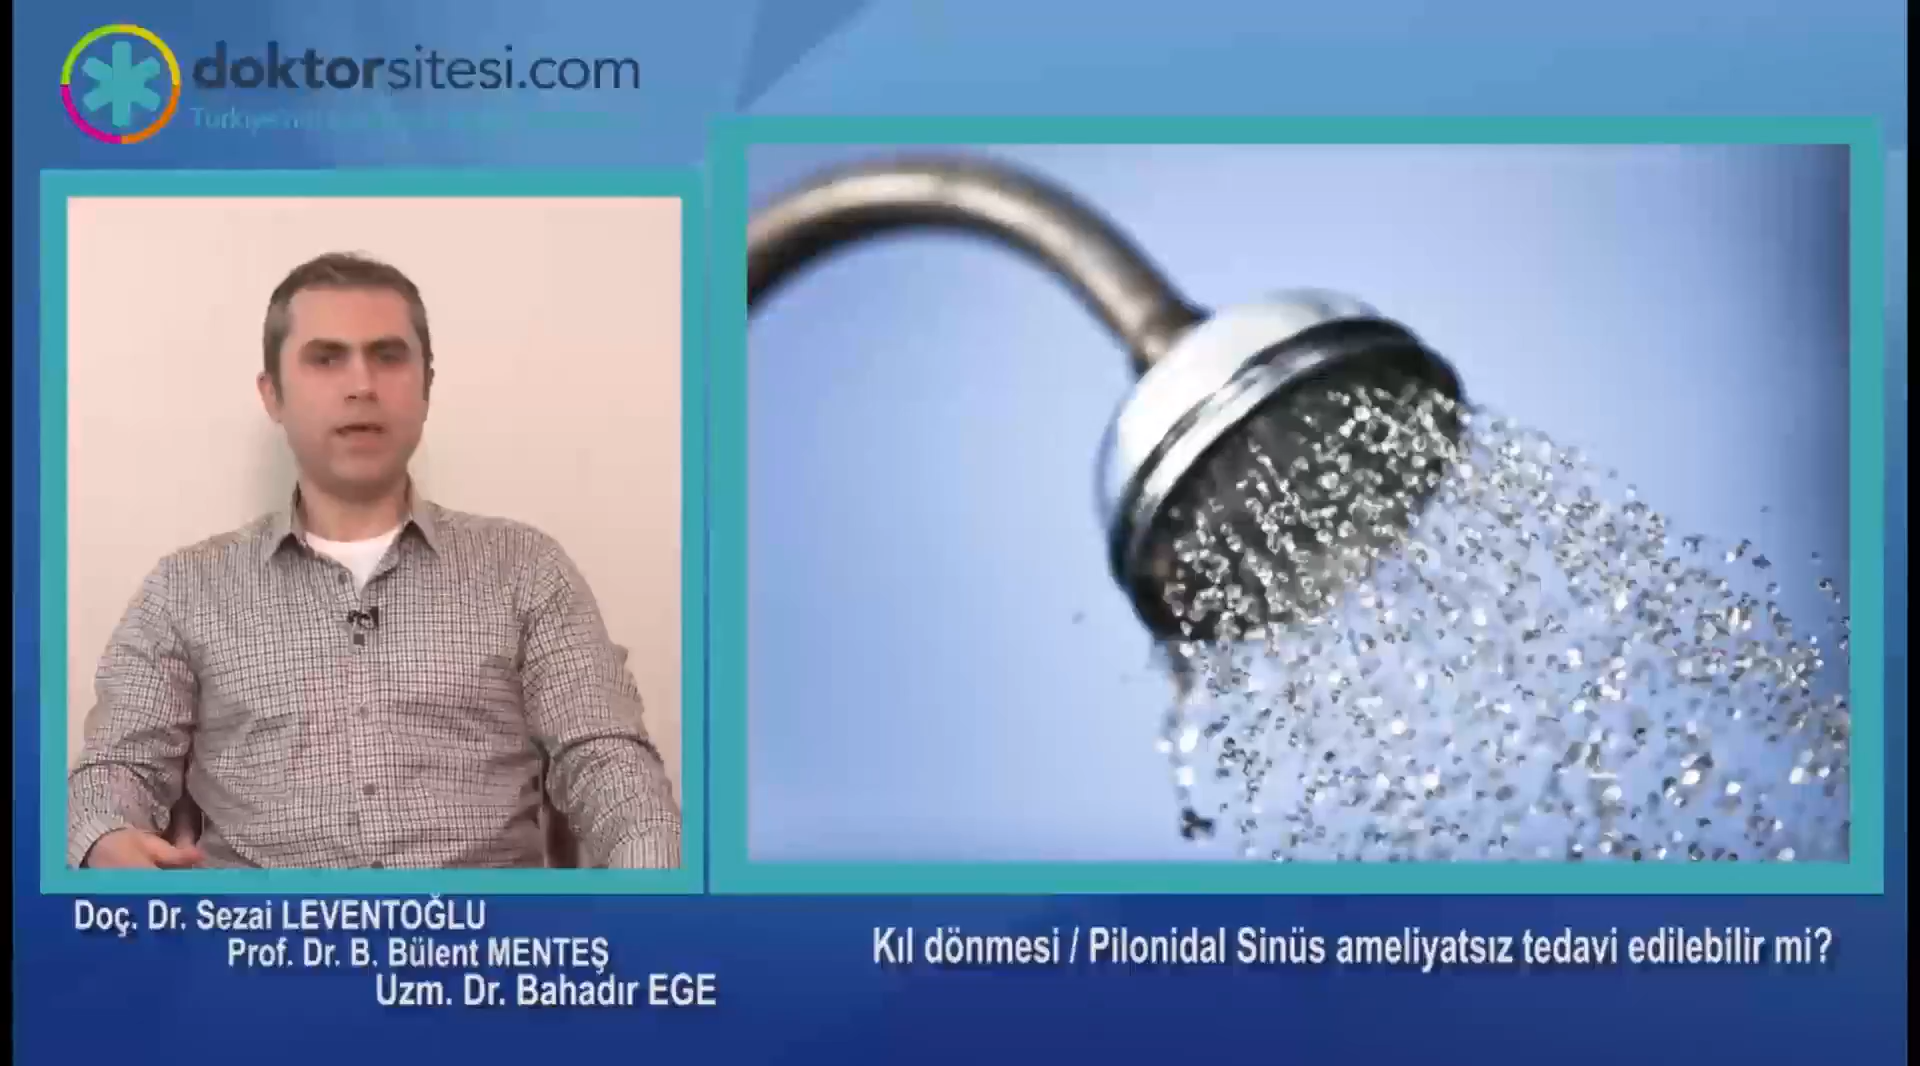 doktorsitesi.com
Doç. Dr. Sezai LEVENTOĞLU
Prof. Dr. B. Bülent MENTEŞ
Uzm. Dr. Bahadır EGE
Kıl dönmesi / Pilonidal Sinüs ameliyatsız tedavi edilebilir mi?